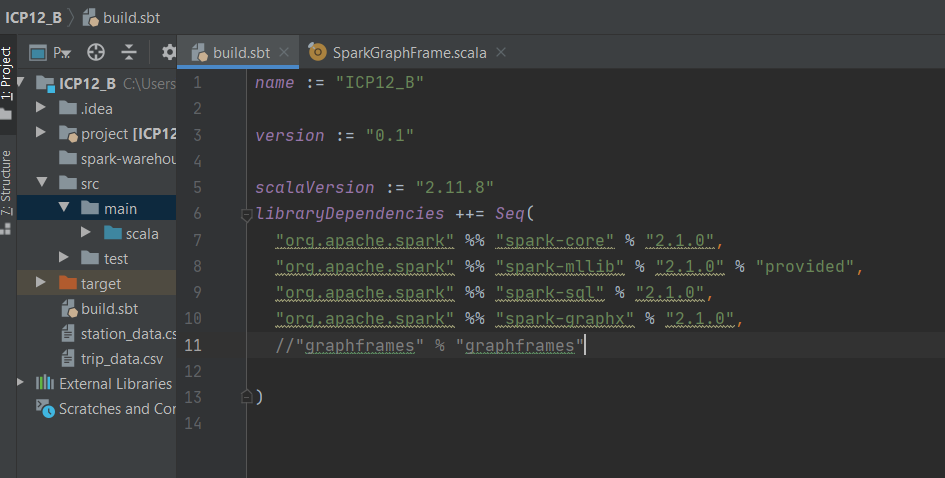 ICP12_B
build.sbt
1: Project
7: Structure
P...
build.sbt
SparkGraphFrame.scala
ICP12_B C:\Users
.idea
project [ICP12
spark-warehou
src
main
scala
test
target
build.sbt
station_data.cs
trip_data.csv
External Libraries
Scratches and Con
1 name := "ICP12_B"
2
3 version := "0.1"
4
5 scalaVersion := "2.11.8"
6 libraryDependencies ++= Seq(
7 "org.apache.spark" %% "spark-core" % "2.1.0",
8 "org.apache.spark" %% "spark-mllib" % "2.1.0" % "provided",
9 "org.apache.spark" %% "spark-sql" % "2.1.0",
10 "org.apache.spark" %% "spark-graphx" % "2.1.0",
11 //"graphframes" % "graphframes"
12
13 )
14